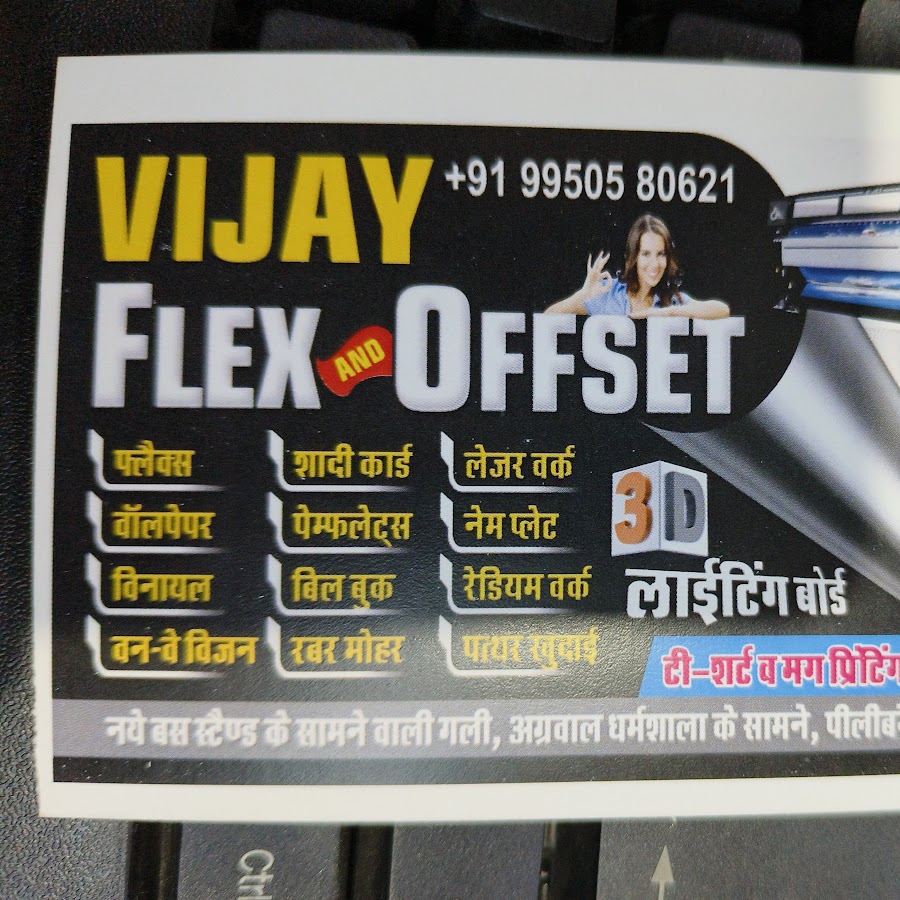 VIJAY +91 99505 80621
FLEX AND OFFSET
फ्लैक्स शादी कार्ड लेजर वर्क
वॉलपेपर पेम्फलेट्स नेम प्लेट
विनायल बिल बुक रेडियम वर्क
वन-वे विजन रबर मोहर पत्थर खुदाई
3D
लाईटिंग बोर्ड
टी-शर्ट व मग प्रिंटिंग
नये बस स्टैण्ड के सामने वाली गली, अग्रवाल धर्मशाला के सामने,
Ctrl